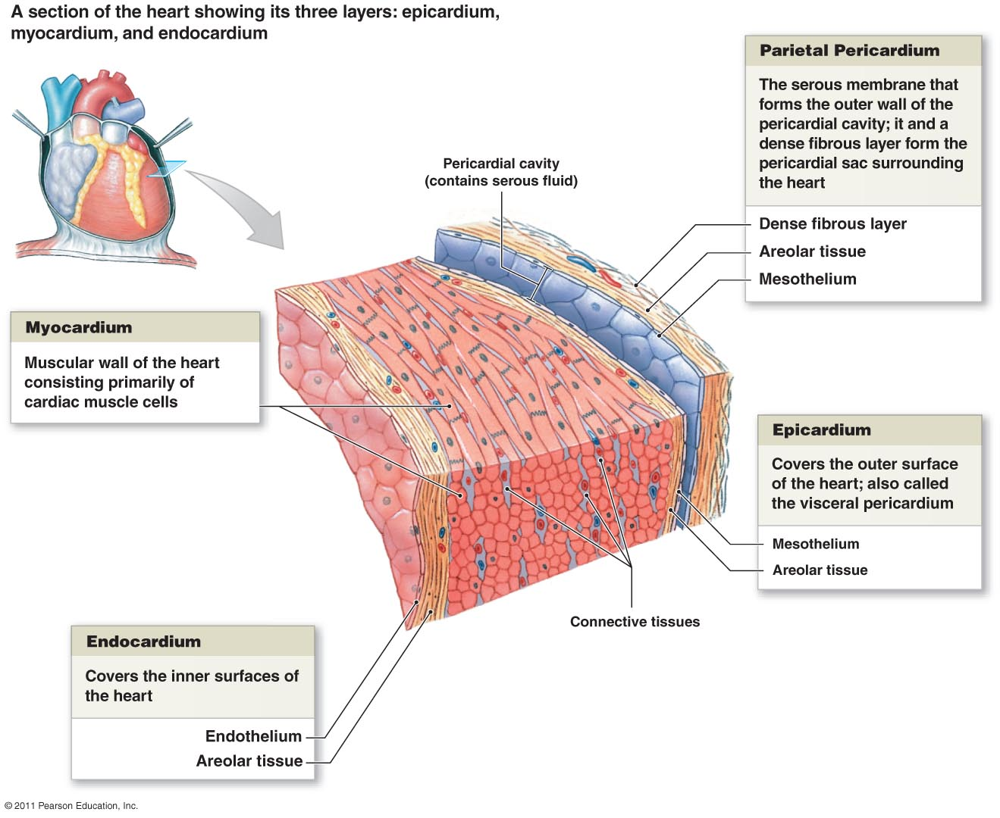 A section of the heart showing its three layers: epicardium,
myocardium, and endocardium
Parietal Pericardium
The serous membrane that
forms the outer wall of the
pericardial cavity; it and a
dense fibrous layer form the
pericardial sac surrounding
the heart
Dense fibrous layer
Areolar tissue
Mesothelium
Pericardial cavity
(contains serous fluid)
Myocardium
Muscular wall of the heart
consisting primarily of
cardiac muscle cells
Epicardium
Covers the outer surface
of the heart; also called
the visceral pericardium
Mesothelium
Areolar tissue
Connective tissues
Endocardium
Covers the inner surfaces of
the heart
Endothelium
Areolar tissue
© 2011 Pearson Education, Inc.